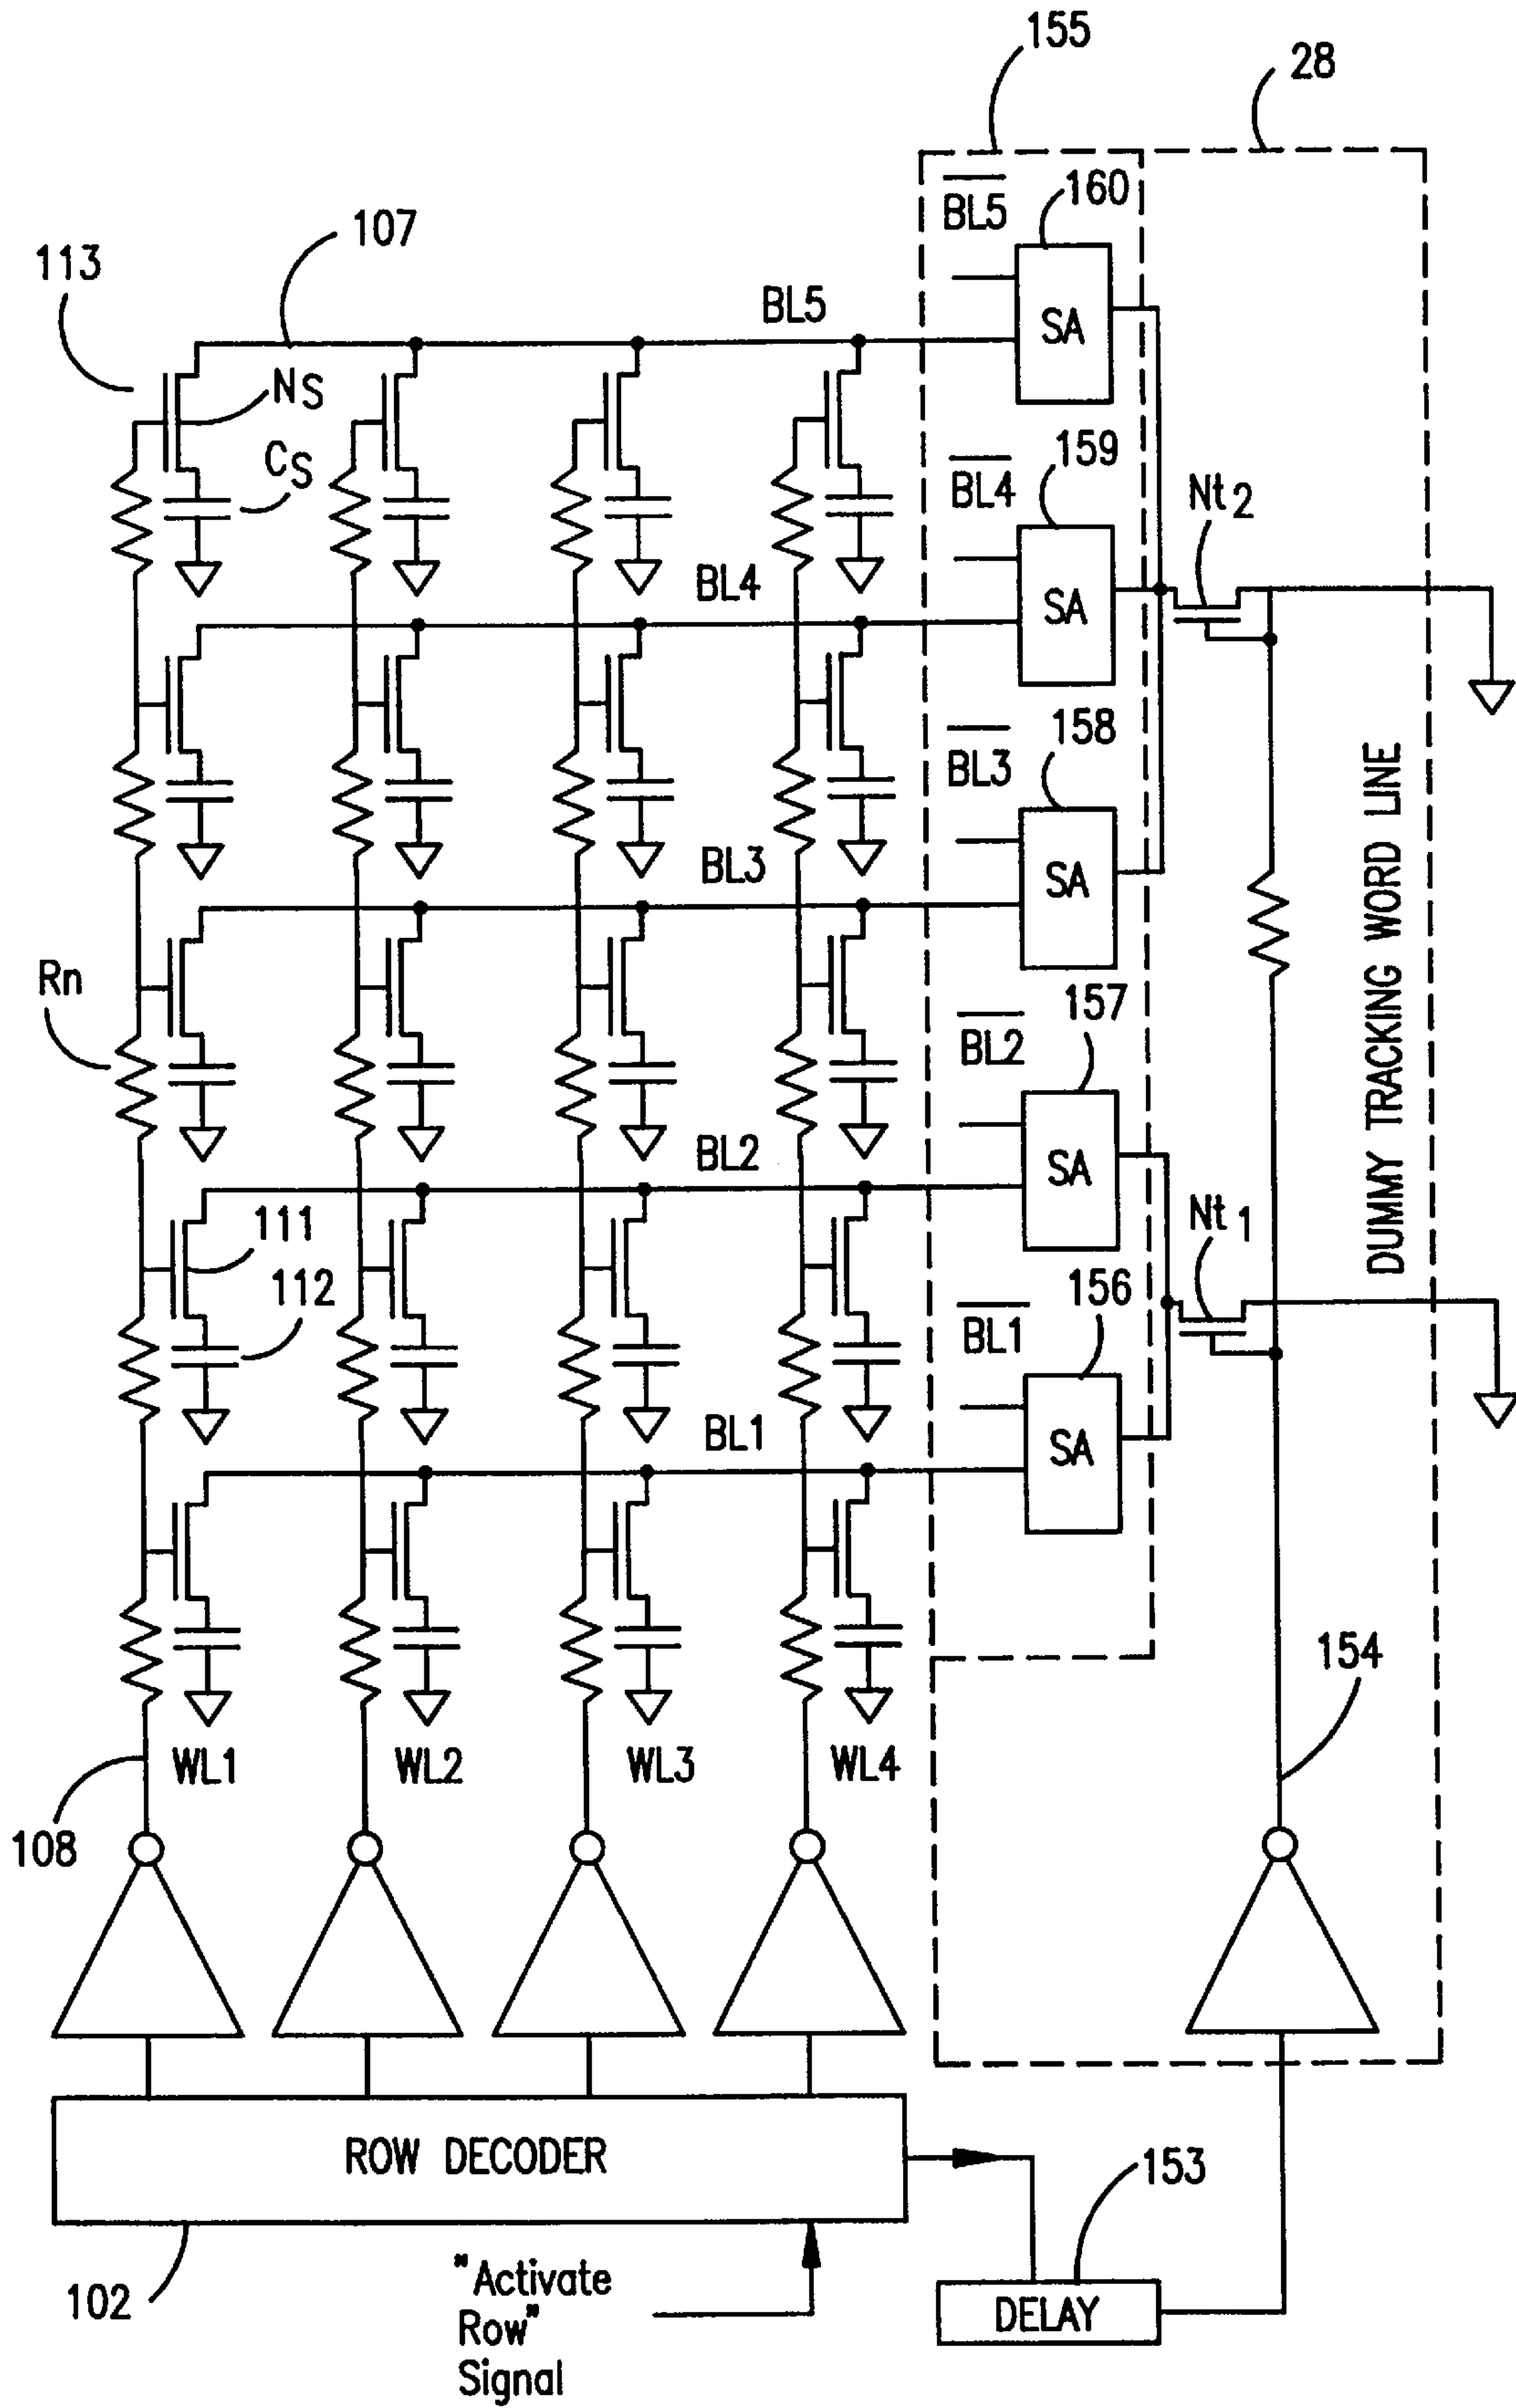 155
28
BL5
160
107
113
BL5
SA
NS
CS
BL4
159
Nt2
BL4
SA
BL3
158
BL3
SA
DUMMY TRACKING WORD LINE
Rn
BL2
157
BL2
SA
111
Nt1
112
BL1
156
BL1
SA
154
WL1
WL2
WL3
WL4
108
ROW DECODER
153
102
"Activate
Row"
Signal
DELAY